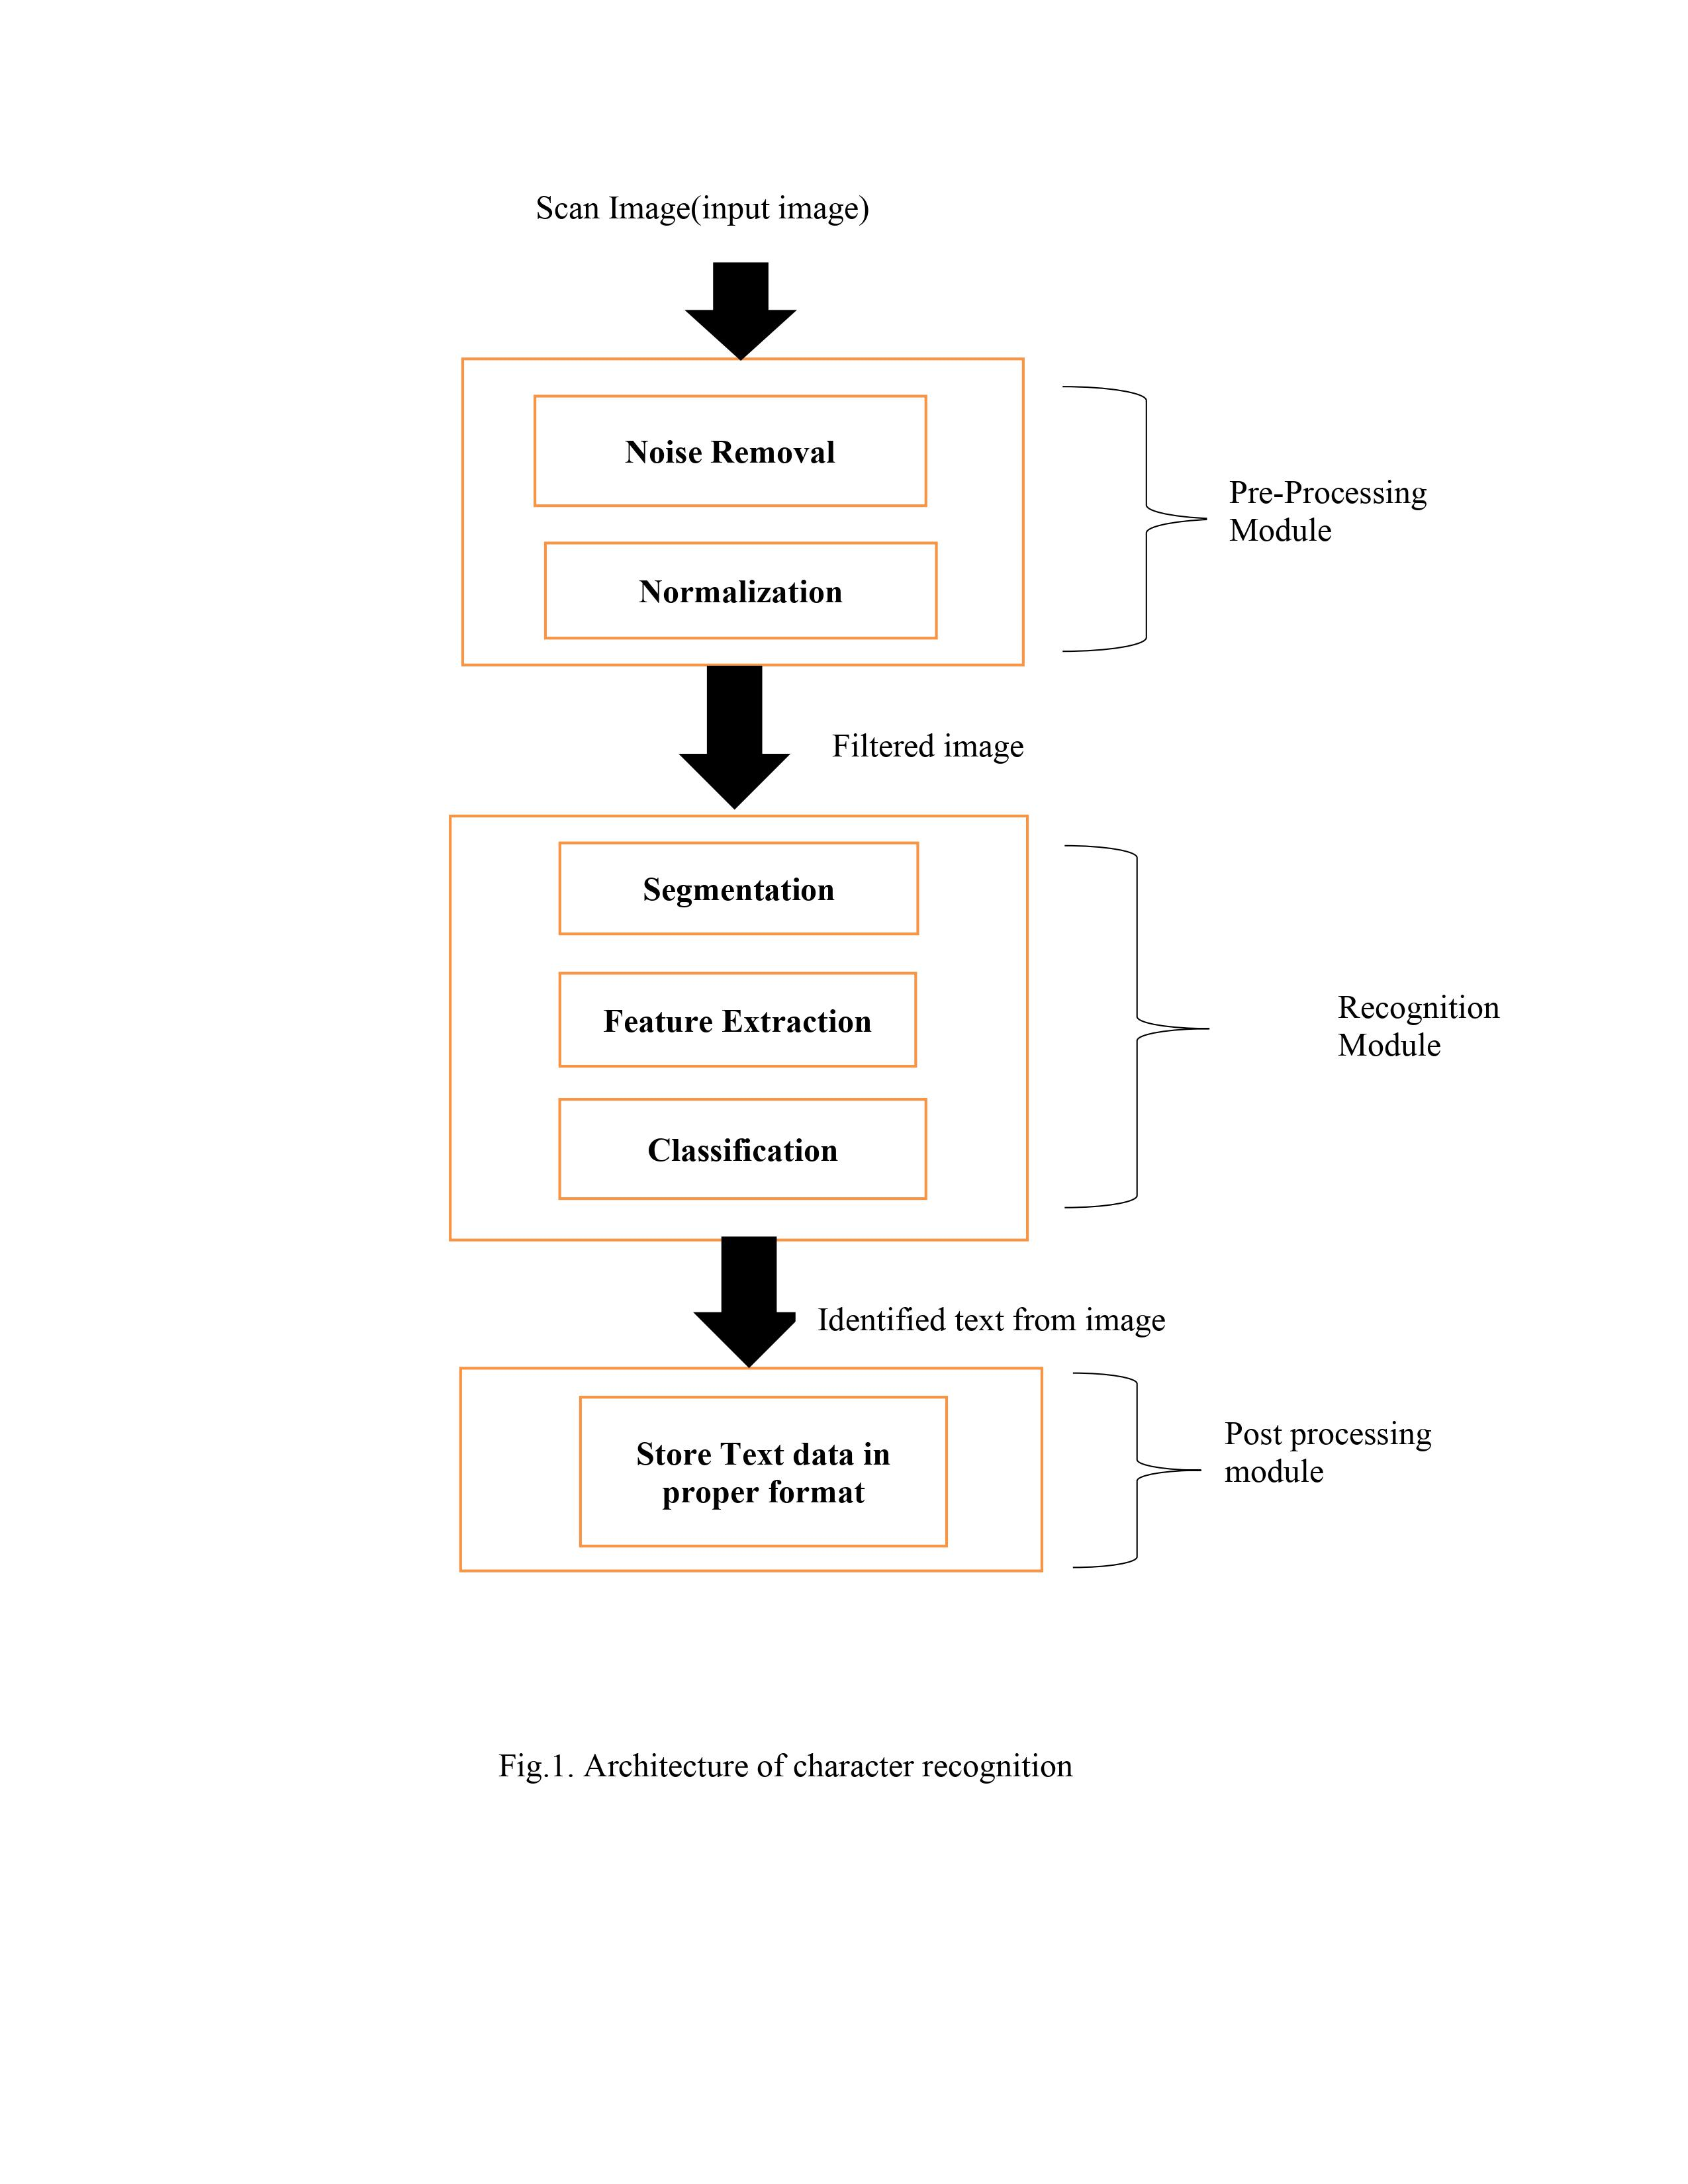 Scan Image(input image)
Noise Removal
Normalization
Pre-Processing
Module
Filtered image
Segmentation
Feature Extraction
Classification
Recognition
Module
Identified text from image
Store Text data in
proper format
Post processing
module
Fig.1. Architecture of character recognition